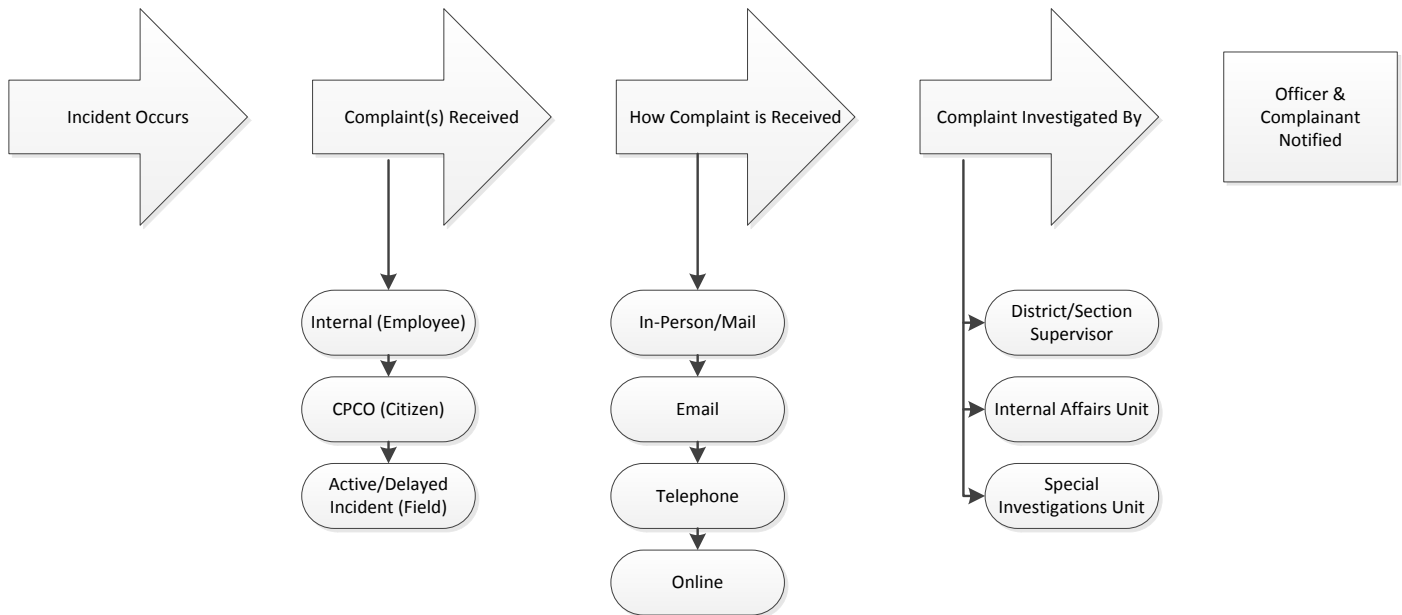 Incident Occurs
Complaint(s) Received
How Complaint is Received
Complaint Investigated By
Officer &
Complainant
Notified
Internal (Employee)
CPCO (Citizen)
Active/Delayed
Incident (Field)
In-Person/Mail
Email
Telephone
Online
District/Section
Supervisor
Internal Affairs Unit
Special
Investigations Unit